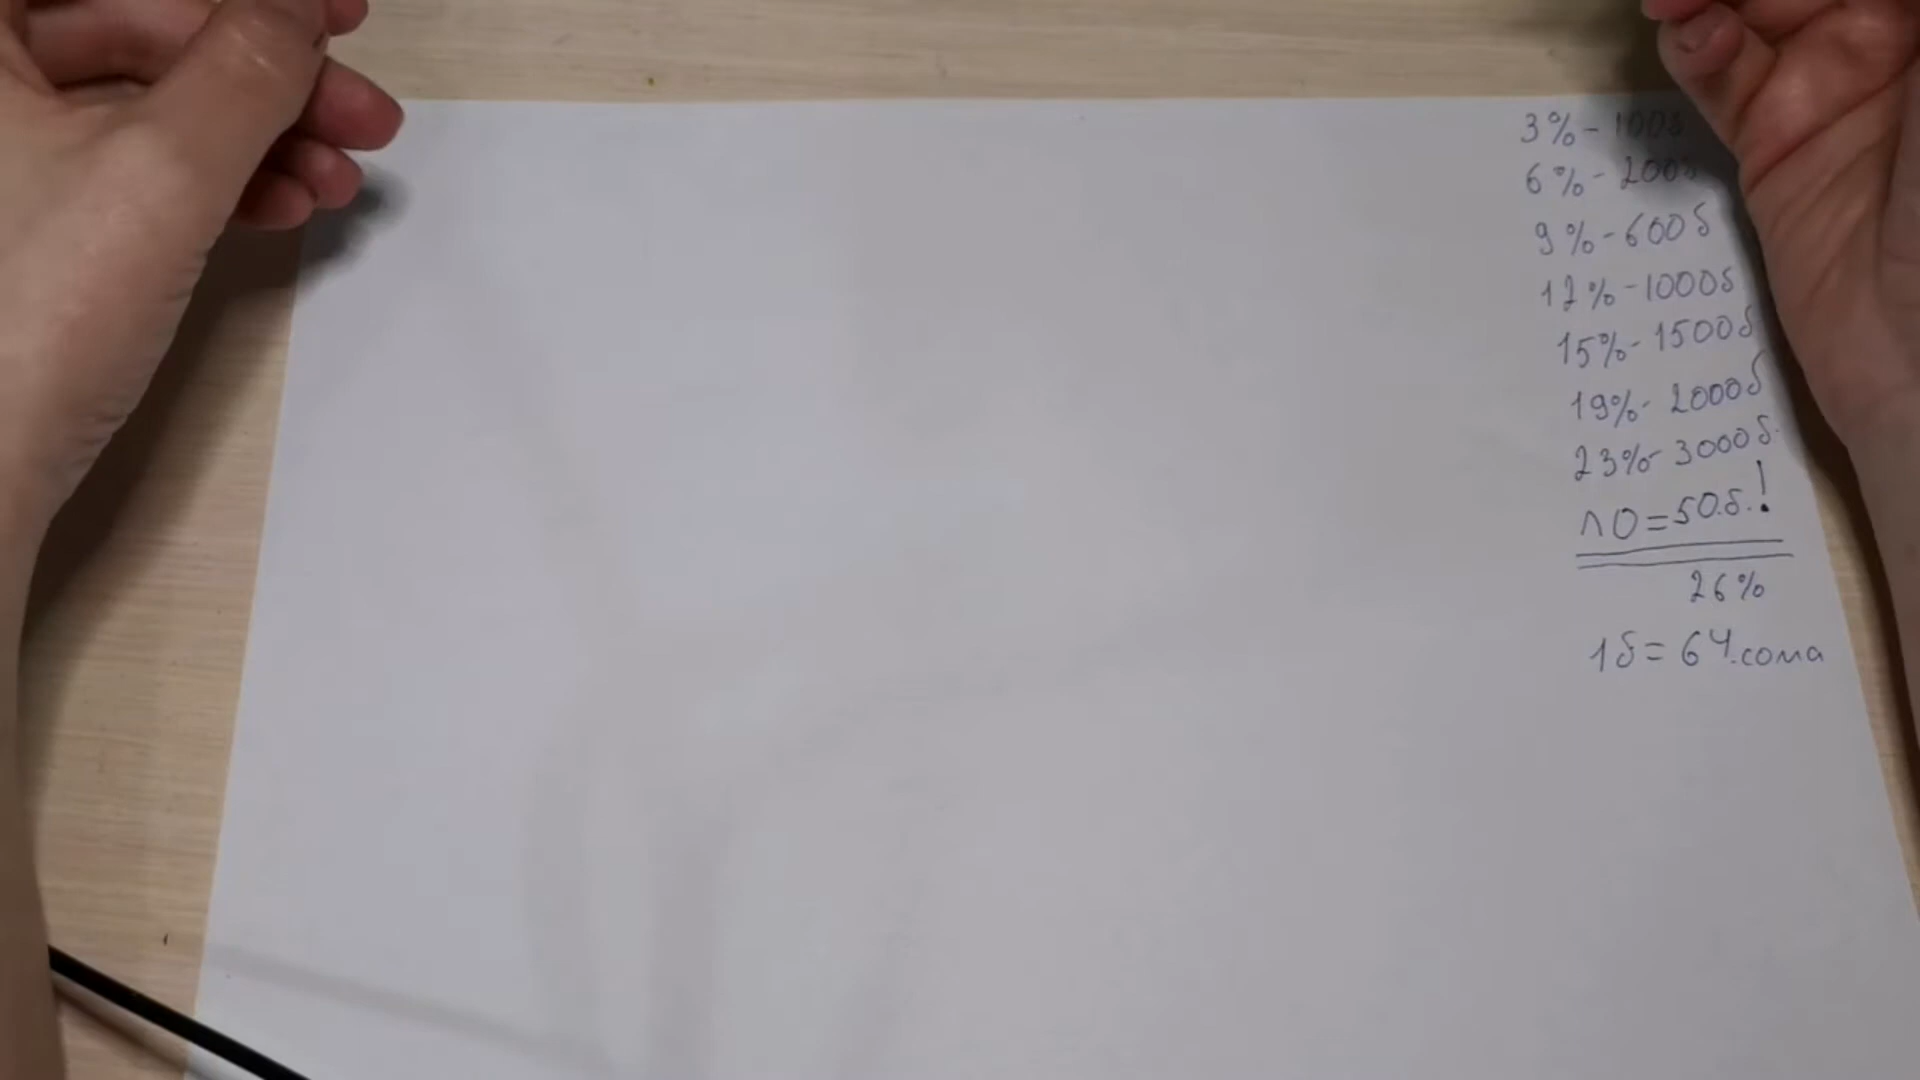 3% - 100б
6% - 200б
9% - 600б
12% - 1000б
15% - 1500б
19% - 2000б
23% - 3000б.
ЛО = 50.б.!
26%
1б = 64.сома